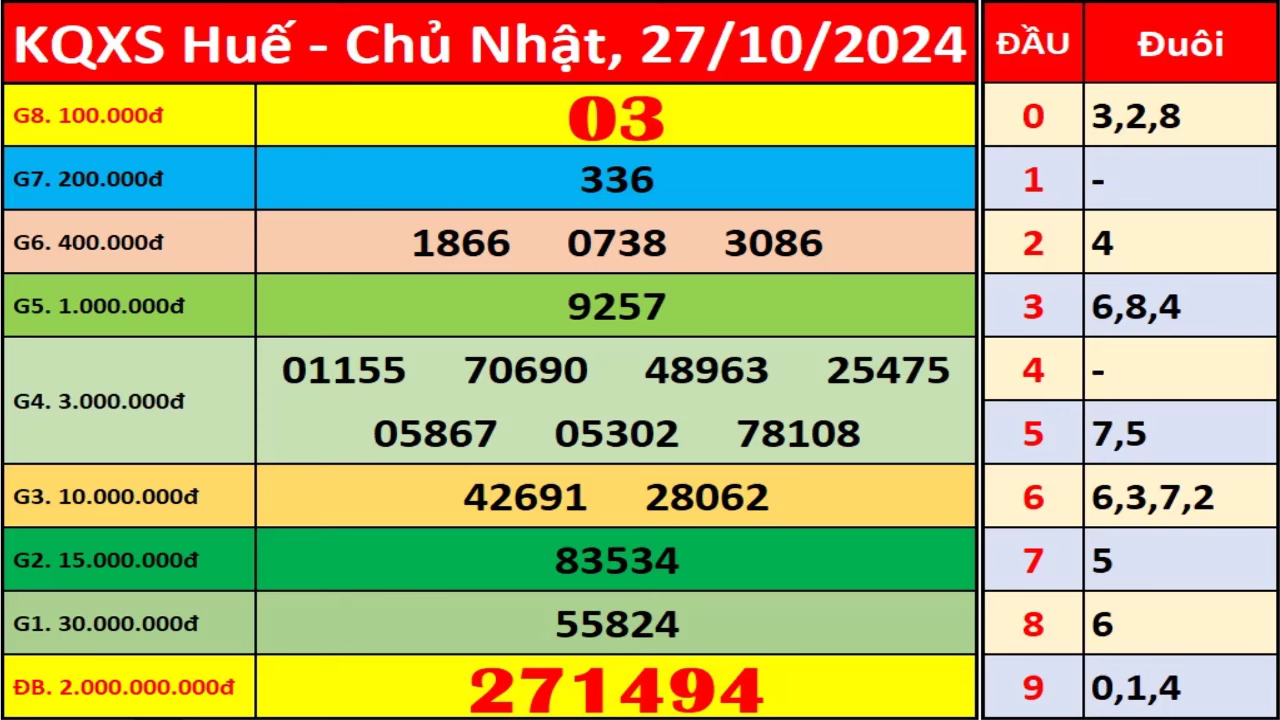 KQXS Huế - Chủ Nhật, 27/10/2024
G8. 100.000đ 03
G7. 200.000đ 336
G6. 400.000đ 1866 0738 3086
G5. 1.000.000đ 9257
G4. 3.000.000đ 01155 70690 48963 25475
05867 05302 78108
G3. 10.000.000đ 42691 28062
G2. 15.000.000đ 83534
G1. 30.000.000đ 55824
ĐB. 2.000.000.000đ 271494
ĐẦU Đuôi
0 3,2,8
1 -
2 4
3 6,8,4
4 -
5 7,5
6 6,3,7,2
7 5
8 6
9 0,1,4